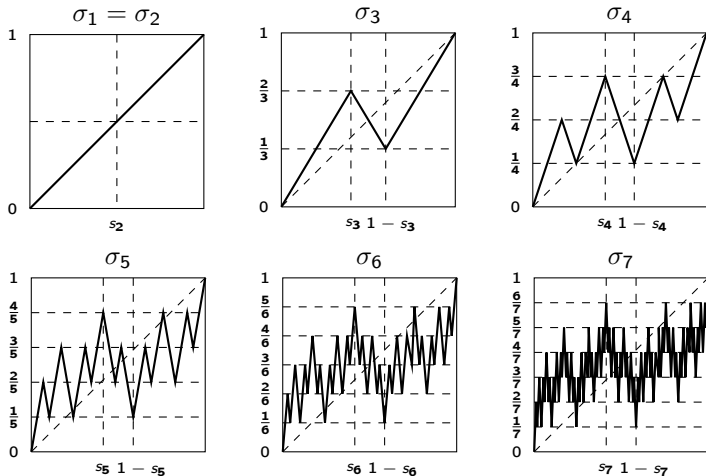 σ₁ = σ₂
σ₃
σ₄
1
0
s₂
1
2/3
1/3
0
s₃ 1 − s₃
1
3/4
2/4
1/4
0
s₄ 1 − s₄
σ₅
σ₆
σ₇
1
4/5
3/5
2/5
1/5
0
s₅ 1 − s₅
1
5/6
4/6
3/6
2/6
1/6
0
s₆ 1 − s₆
1
6/7
5/7
4/7
3/7
2/7
1/7
0
s₇ 1 − s₇